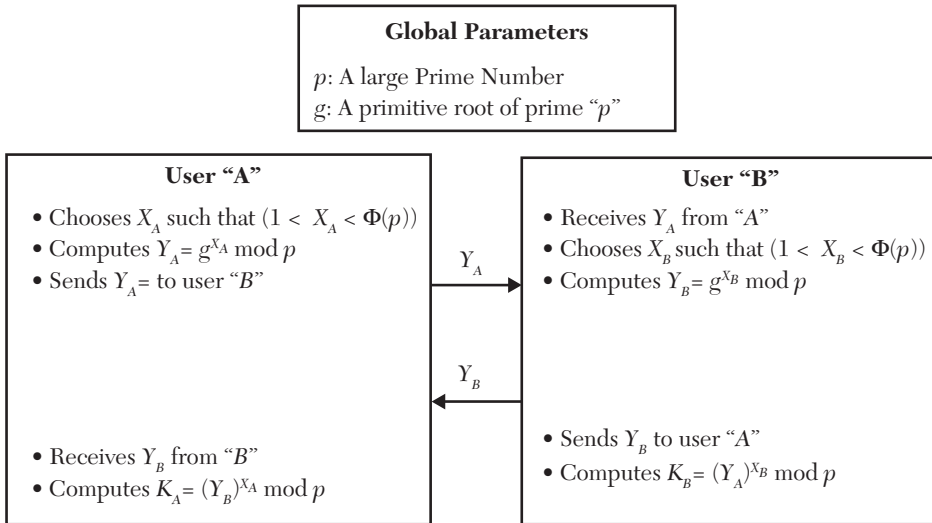 Global Parameters
p: A large Prime Number
g: A primitive root of prime “p”
User “A”
• Chooses X_A such that (1 < X_A < Φ(p))
• Computes Y_A= g^{X_A} mod p
• Sends Y_A= to user “B”
• Receives Y_B from “B”
• Computes K_A= (Y_B)^{X_A} mod p
Y_A
Y_B
User “B”
• Receives Y_A from “A”
• Chooses X_B such that (1 < X_B < Φ(p))
• Computes Y_B= g^{X_B} mod p
• Sends Y_B to user “A”
• Computes K_B= (Y_A)^{X_B} mod p